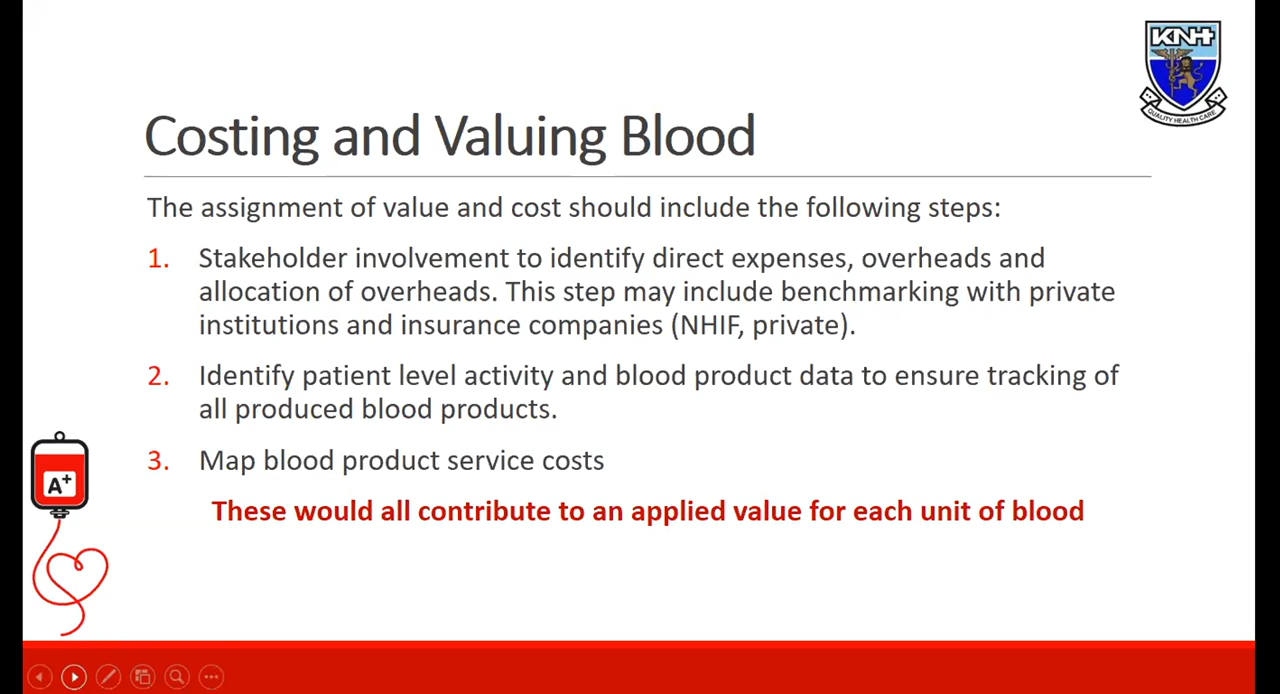 KNH
QUALITY HEALTH CARE
Costing and Valuing Blood
The assignment of value and cost should include the following steps:
1. Stakeholder involvement to identify direct expenses, overheads and
allocation of overheads. This step may include benchmarking with private
institutions and insurance companies (NHIF, private).
2. Identify patient level activity and blood product data to ensure tracking of
all produced blood products.
3. Map blood product service costs
A+
These would all contribute to an applied value for each unit of blood